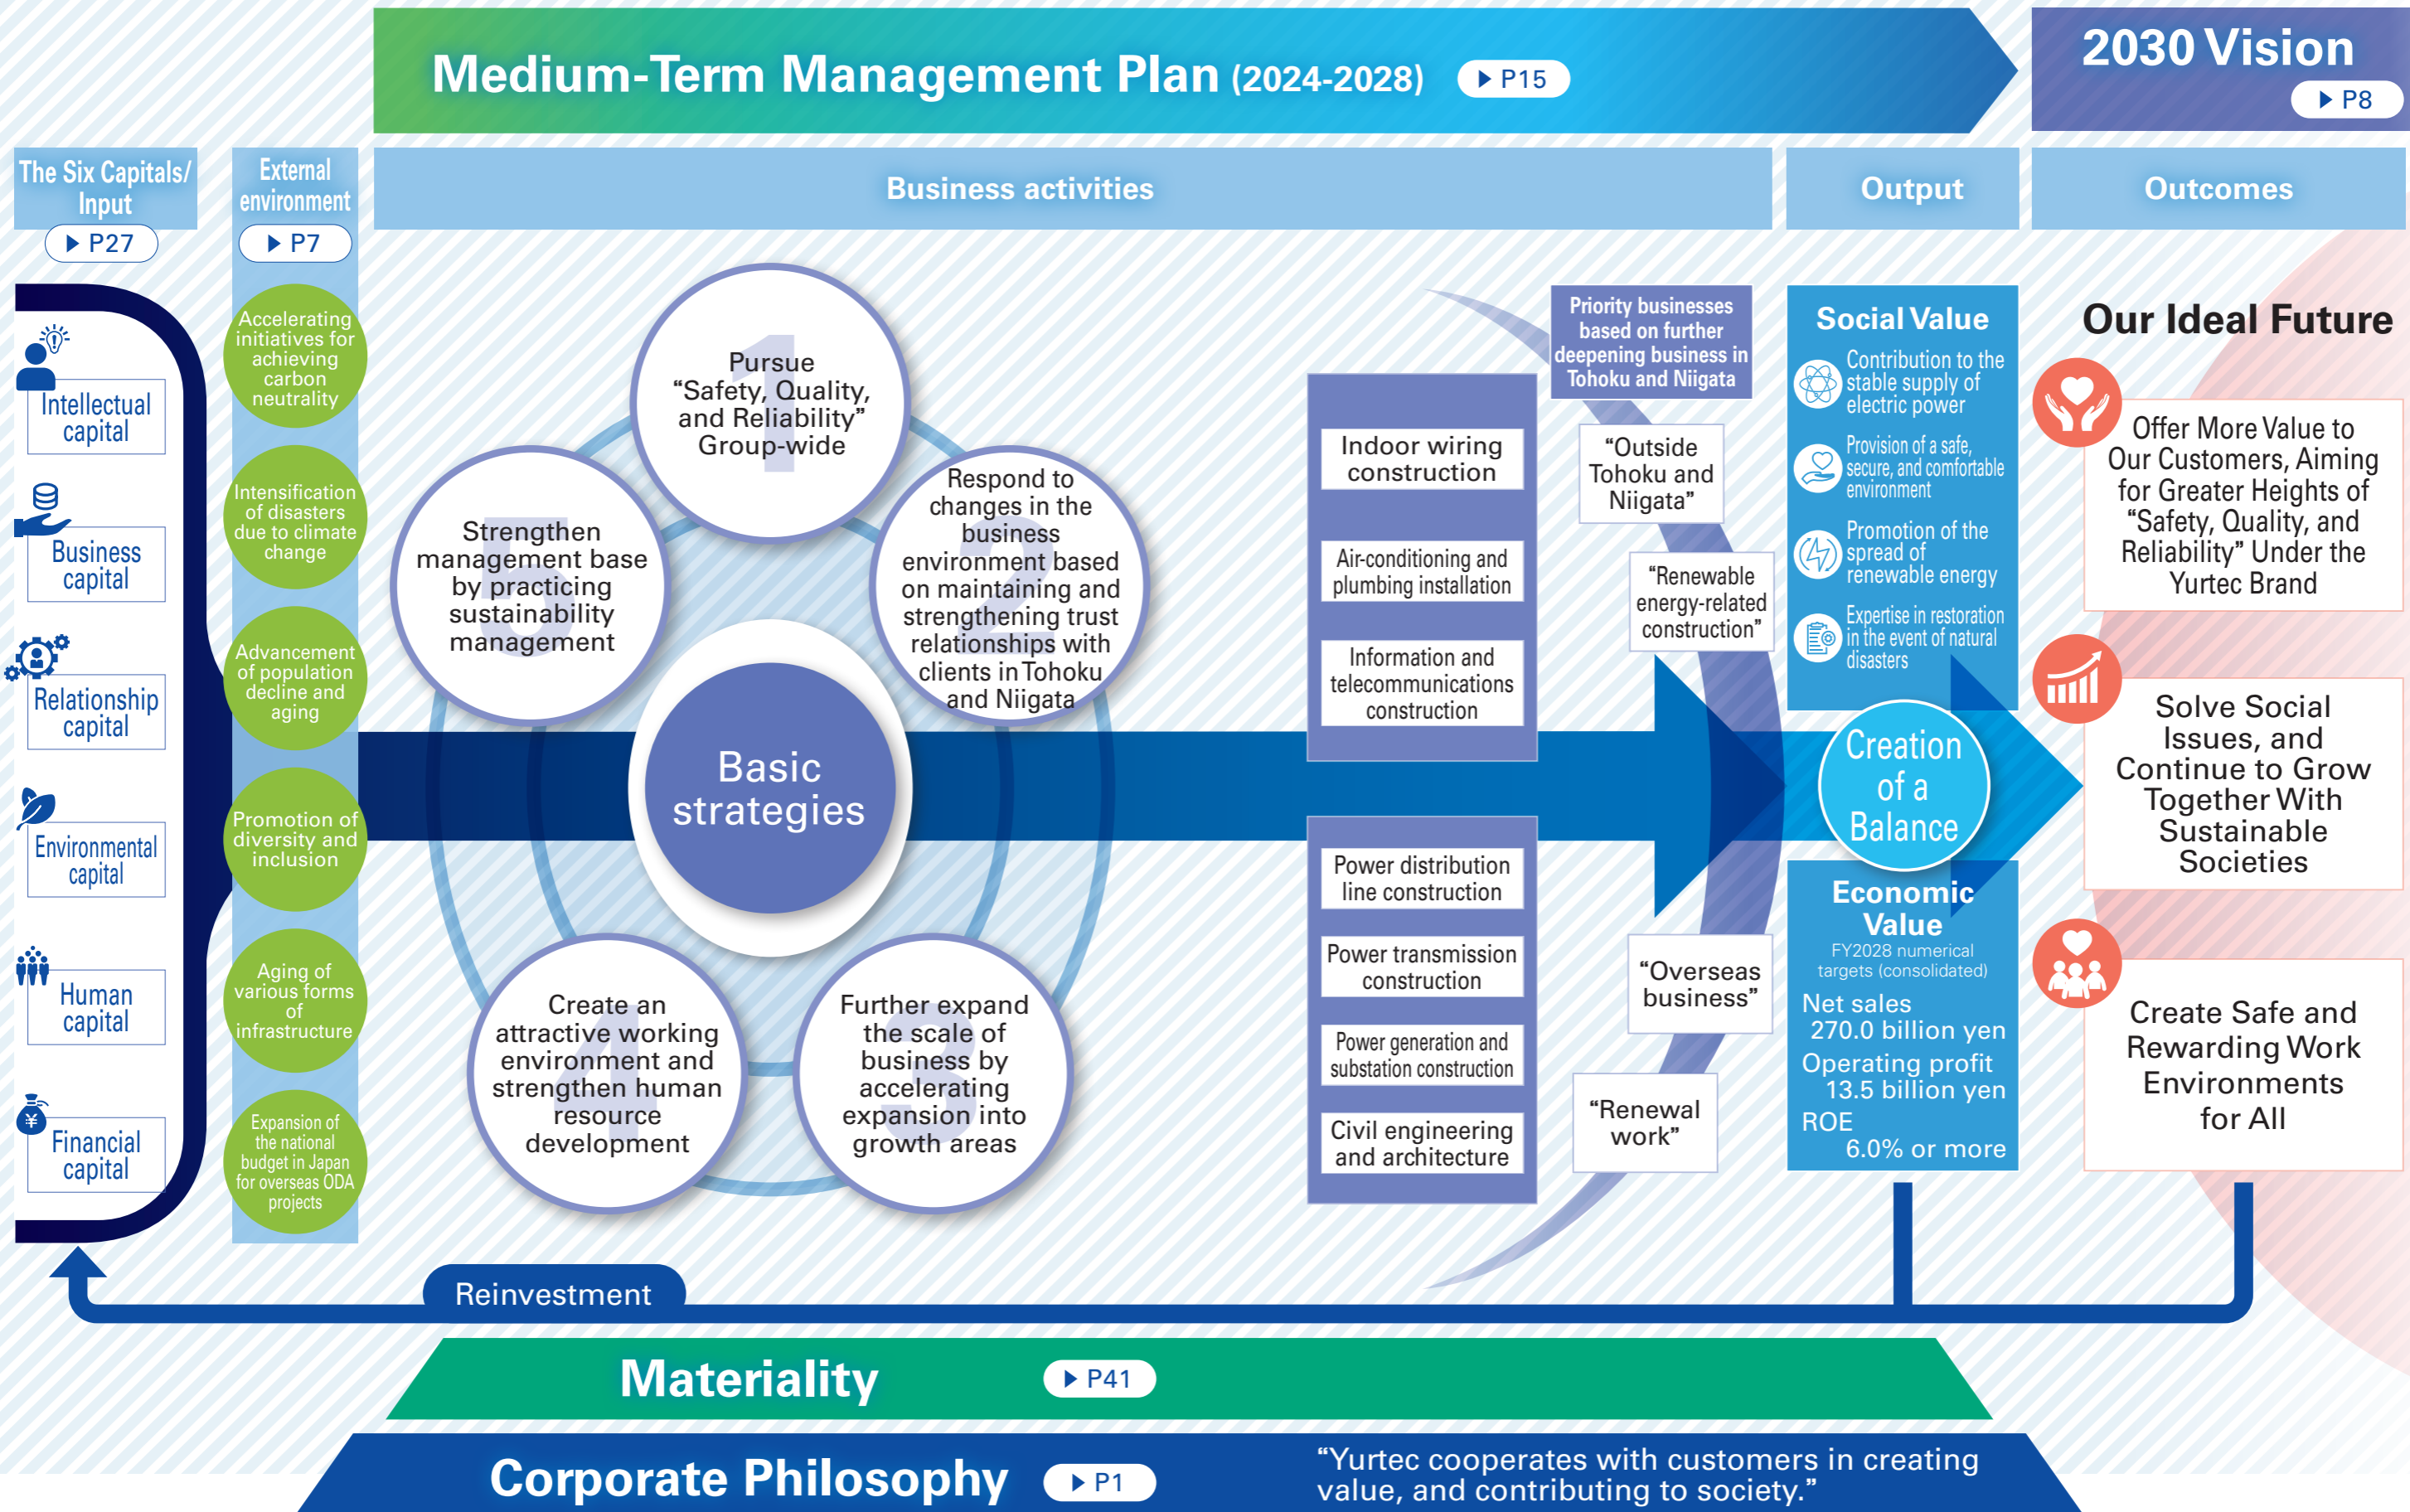 Medium-Term Management Plan (2024-2028) P15
2030 Vision
P8
The Six Capitals/
Input
P27
External
environment
P7
Business activities
Output
Outcomes
Intellectual
capital
Business
capital
Relationship
capital
Environmental
capital
Human
capital
Financial
capital
Accelerating
initiatives for
achieving
carbon
neutrality
Intensification
of disasters
due to climate
change
Advancement
of population
decline and
aging
Promotion of
diversity and
inclusion
Aging of
various forms
of
infrastructure
Expansion of
the national
budget in Japan
for overseas ODA
projects
Basic
strategies
1
Pursue
“Safety, Quality,
and Reliability”
Group-wide
2
Respond to
changes in the
business
environment based
on maintaining and
strengthening trust
relationships with
clients in Tohoku
and Niigata
3
Further expand
the scale of
business by
accelerating
expansion into
growth areas
4
Create an
attractive working
environment and
strengthen human
resource
development
5
Strengthen
management base
by practicing
sustainability
management
Indoor wiring
construction
Air-conditioning and
plumbing installation
Information and
telecommunications
construction
Power distribution
line construction
Power transmission
construction
Power generation and
substation construction
Civil engineering
and architecture
Priority businesses
based on further
deepening business in
Tohoku and Niigata
“Outside
Tohoku and
Niigata”
“Renewable
energy-related
construction”
“Overseas
business”
“Renewal
work”
Social Value
Contribution to the
stable supply of
electric power
Provision of a safe,
secure, and comfortable
environment
Promotion of the
spread of
renewable energy
Expertise in restoration
in the event of natural
disasters
Creation
of a
Balance
Economic
Value
FY2028 numerical
targets (consolidated)
Net sales
270.0 billion yen
Operating profit
13.5 billion yen
ROE
6.0% or more
Our Ideal Future
Offer More Value to
Our Customers, Aiming
for Greater Heights of
“Safety, Quality, and
Reliability” Under the
Yurtec Brand
Solve Social
Issues, and
Continue to Grow
Together With
Sustainable
Societies
Create Safe and
Rewarding Work
Environments
for All
Reinvestment
Materiality P41
Corporate Philosophy P1
“Yurtec cooperates with customers in creating
value, and contributing to society.”